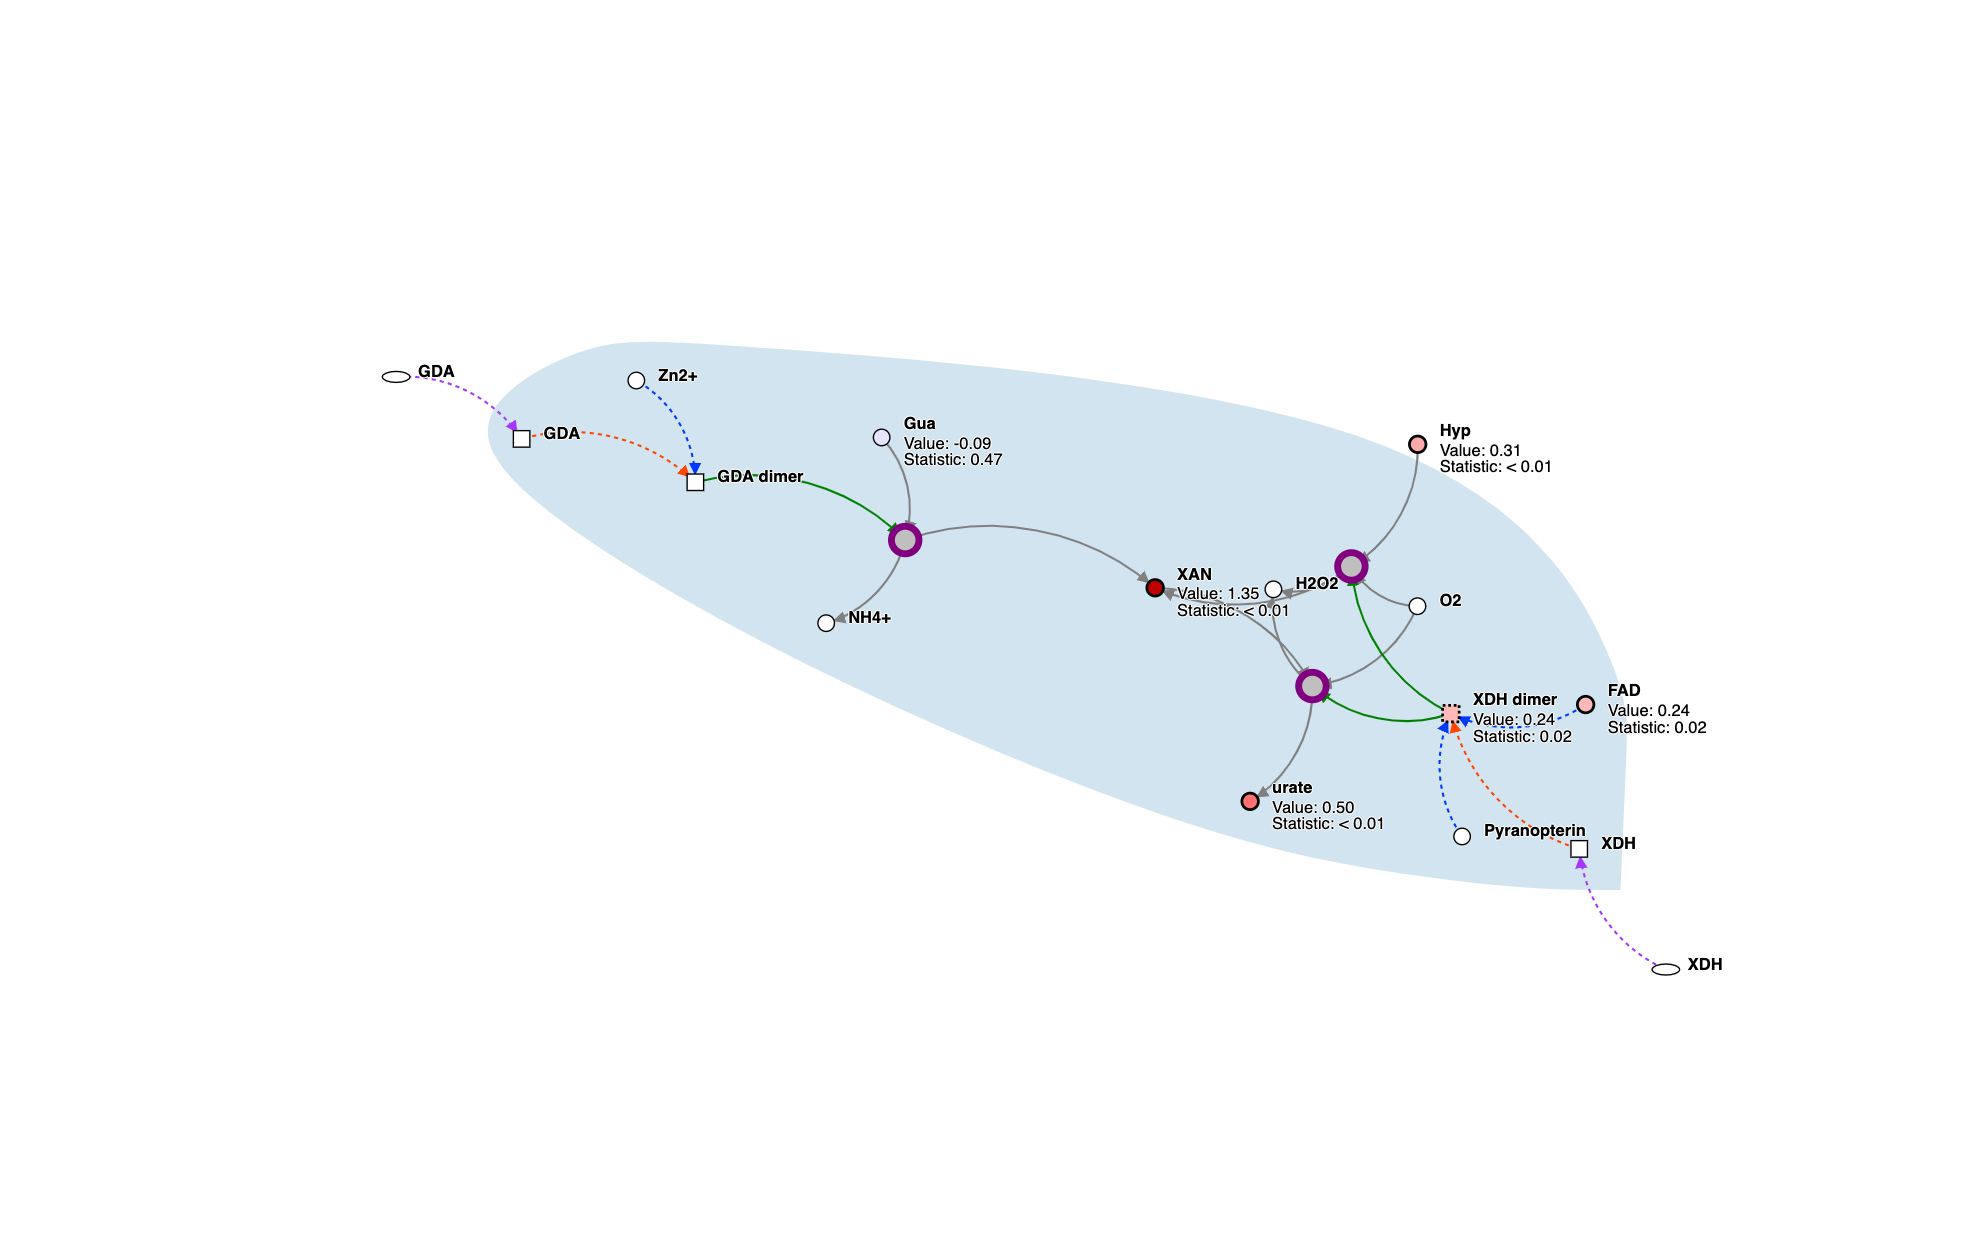 GDA
Zn2+
GDA
GDA dimer
Gua
Value: -0.09
Statistic: 0.47
Hyp
Value: 0.31
Statistic: < 0.01
XAN
Value: 1.35
Statistic: < 0.01
H2O2
O2
NH4+
XDH dimer
Value: 0.24
Statistic: 0.02
FAD
Value: 0.24
Statistic: 0.02
urate
Value: 0.50
Statistic: < 0.01
Pyranopterin
XDH
XDH